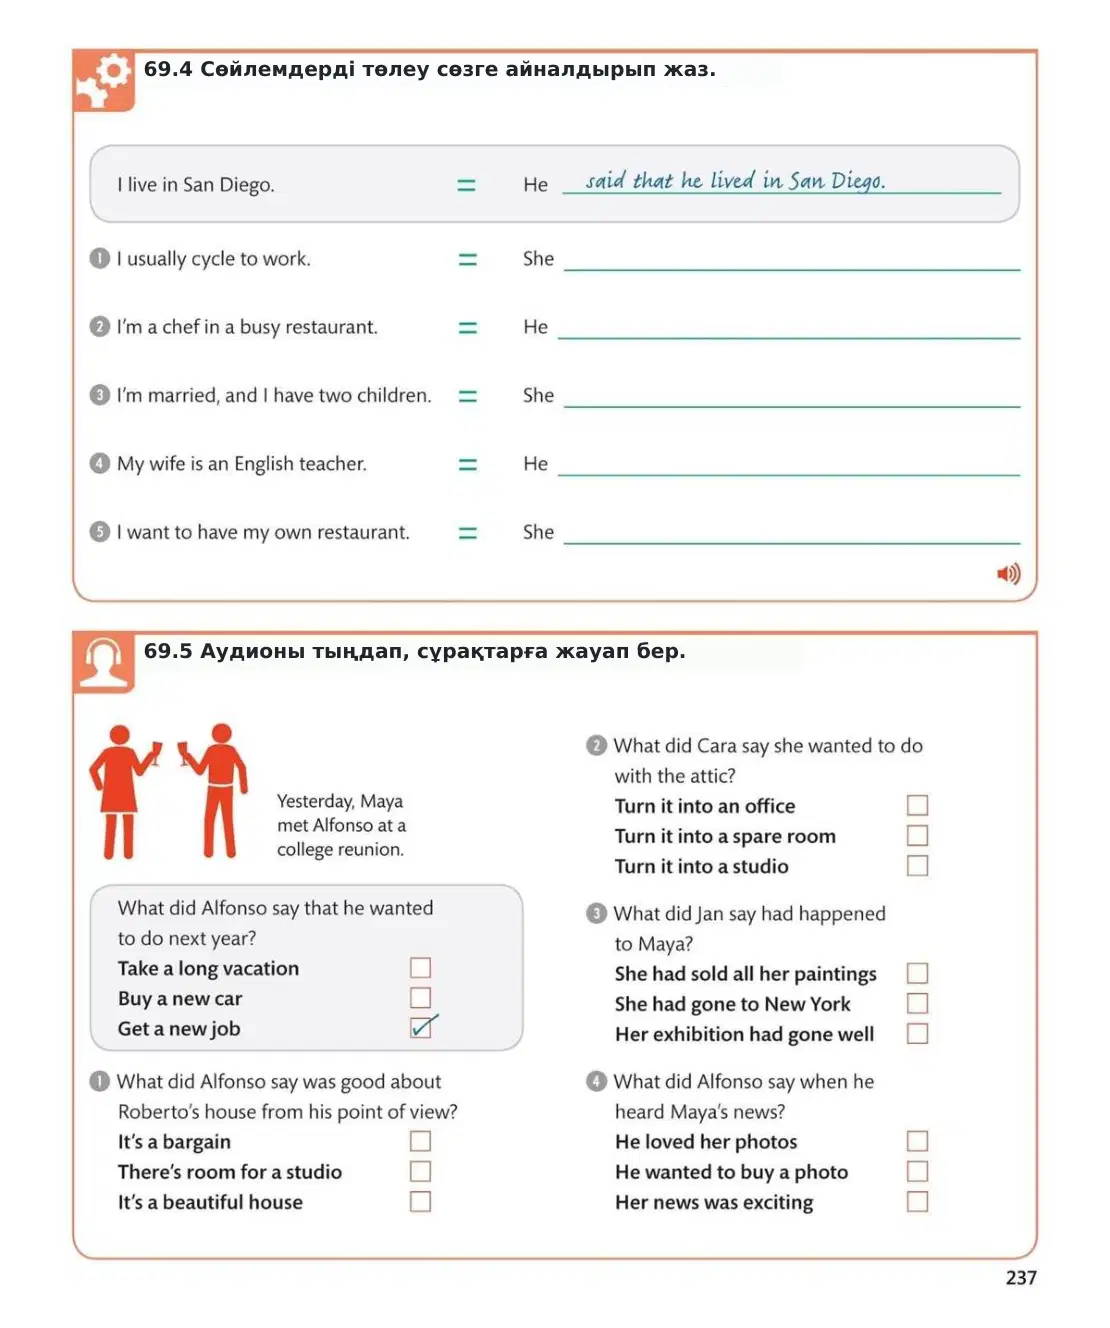 69.4 Сөйлемдерді төлеу сөзге айналдырып жаз.
I live in San Diego. = He said that he lived in San Diego.
1 I usually cycle to work. = She
2 I'm a chef in a busy restaurant. = He
3 I'm married, and I have two children. = She
4 My wife is an English teacher. = He
5 I want to have my own restaurant. = She
69.5 Аудионы тыңдап, сұрақтарға жауап бер.
Yesterday, Maya
met Alfonso at a
college reunion.
What did Alfonso say that he wanted
to do next year?
Take a long vacation
Buy a new car
Get a new job
1 What did Alfonso say was good about
Roberto's house from his point of view?
It's a bargain
There's room for a studio
It's a beautiful house
2 What did Cara say she wanted to do
with the attic?
Turn it into an office
Turn it into a spare room
Turn it into a studio
3 What did Jan say had happened
to Maya?
She had sold all her paintings
She had gone to New York
Her exhibition had gone well
4 What did Alfonso say when he
heard Maya's news?
He loved her photos
He wanted to buy a photo
Her news was exciting
237